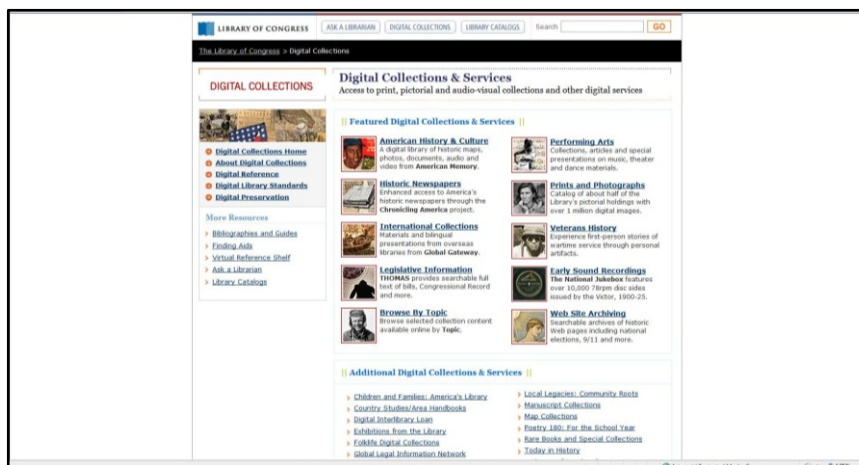 LIBRARY OF CONGRESS
ASK A LIBRARIAN
DIGITAL COLLECTIONS
LIBRARY CATALOGS
Search
GO
The Library of Congress > Digital Collections
DIGITAL COLLECTIONS
Digital Collections Home
About Digital Collections
Digital Reference
Digital Library Standards
Digital Preservation
More Resources
Bibliographies and Guides
Finding Aids
Virtual Reference Shelf
Ask a Librarian
Library Catalogs
Digital Collections & Services
Access to print, pictorial and audio-visual collections and other digital services
Featured Digital Collections & Services
American History & Culture
A digital library of historic maps,
photos, documents, audio and
video from American Memory.
Historic Newspapers
Enhanced access to America's
historic newspapers through the
Chronicling America project.
International Collections
Materials and bilingual
presentations from overseas
libraries from Global Gateway.
Legislative Information
THOMAS provides searchable full
text of bills, Congressional Record
and more.
Browse By Topic
Browse selected collection content
available online by Topic.
Performing Arts
Collections, articles and special
presentations on music, theater
and dance materials.
Prints and Photographs
Catalog of about half of the
Library's pictorial holdings with
over 1 million digital images.
Veterans History
Experience first-person stories of
wartime service through personal
artifacts.
Early Sound Recordings
The National Jukebox features
over 10,000 78rpm disc sides
issued by the Victor, 1900-25.
Web Site Archiving
Searchable archives of historic
Web pages including national
elections, 9/11 and more.
Additional Digital Collections & Services
Children and Families: America's Library
Country Studies/Area Handbooks
Digital Interlibrary Loan
Exhibitions from the Library
Folklife Digital Collections
Global Legal Information Network
Local Legacies: Community Roots
Manuscript Collections
Map Collections
Poetry 180: For the School Year
Rare Books and Special Collections
Today in History